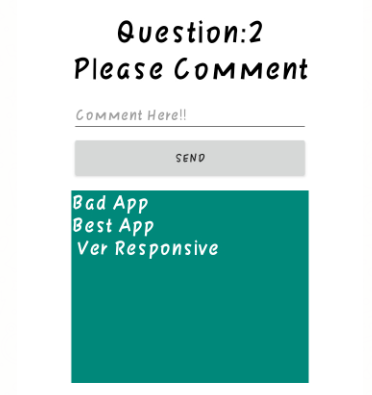 Question:2
Please Comment
Comment Here!!
SEND
Bad App
Best App
Ver Responsive